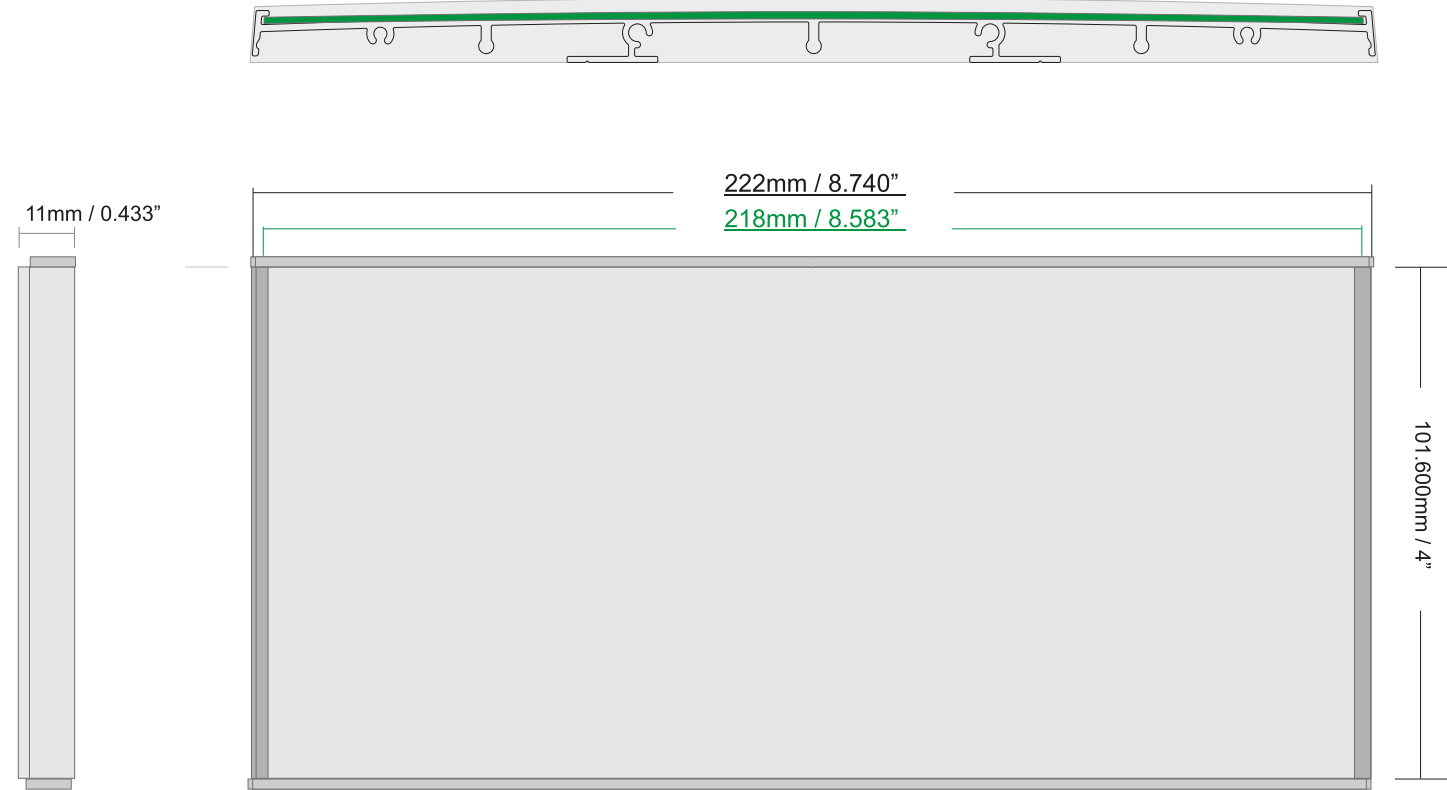 222mm / 8.740”
218mm / 8.583”
11mm / 0.433”
101.600mm / 4”